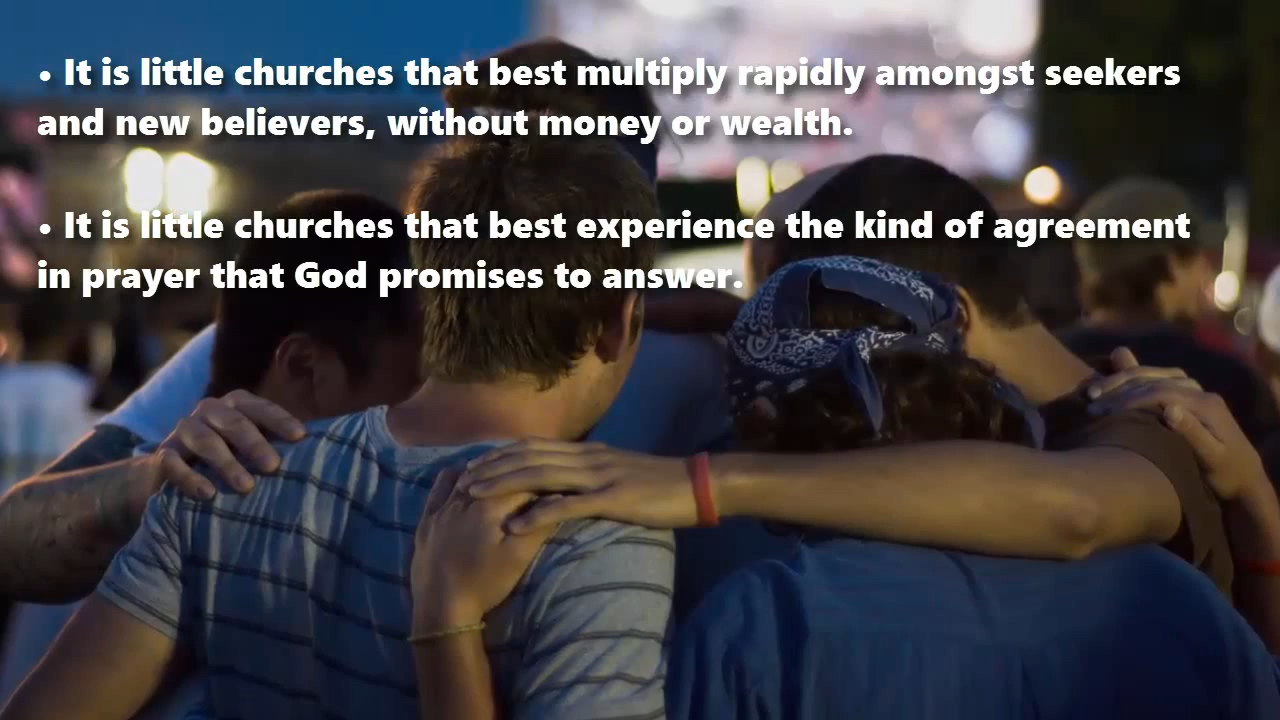 • It is little churches that best multiply rapidly amongst seekers
and new believers, without money or wealth.
• It is little churches that best experience the kind of agreement
in prayer that God promises to answer.